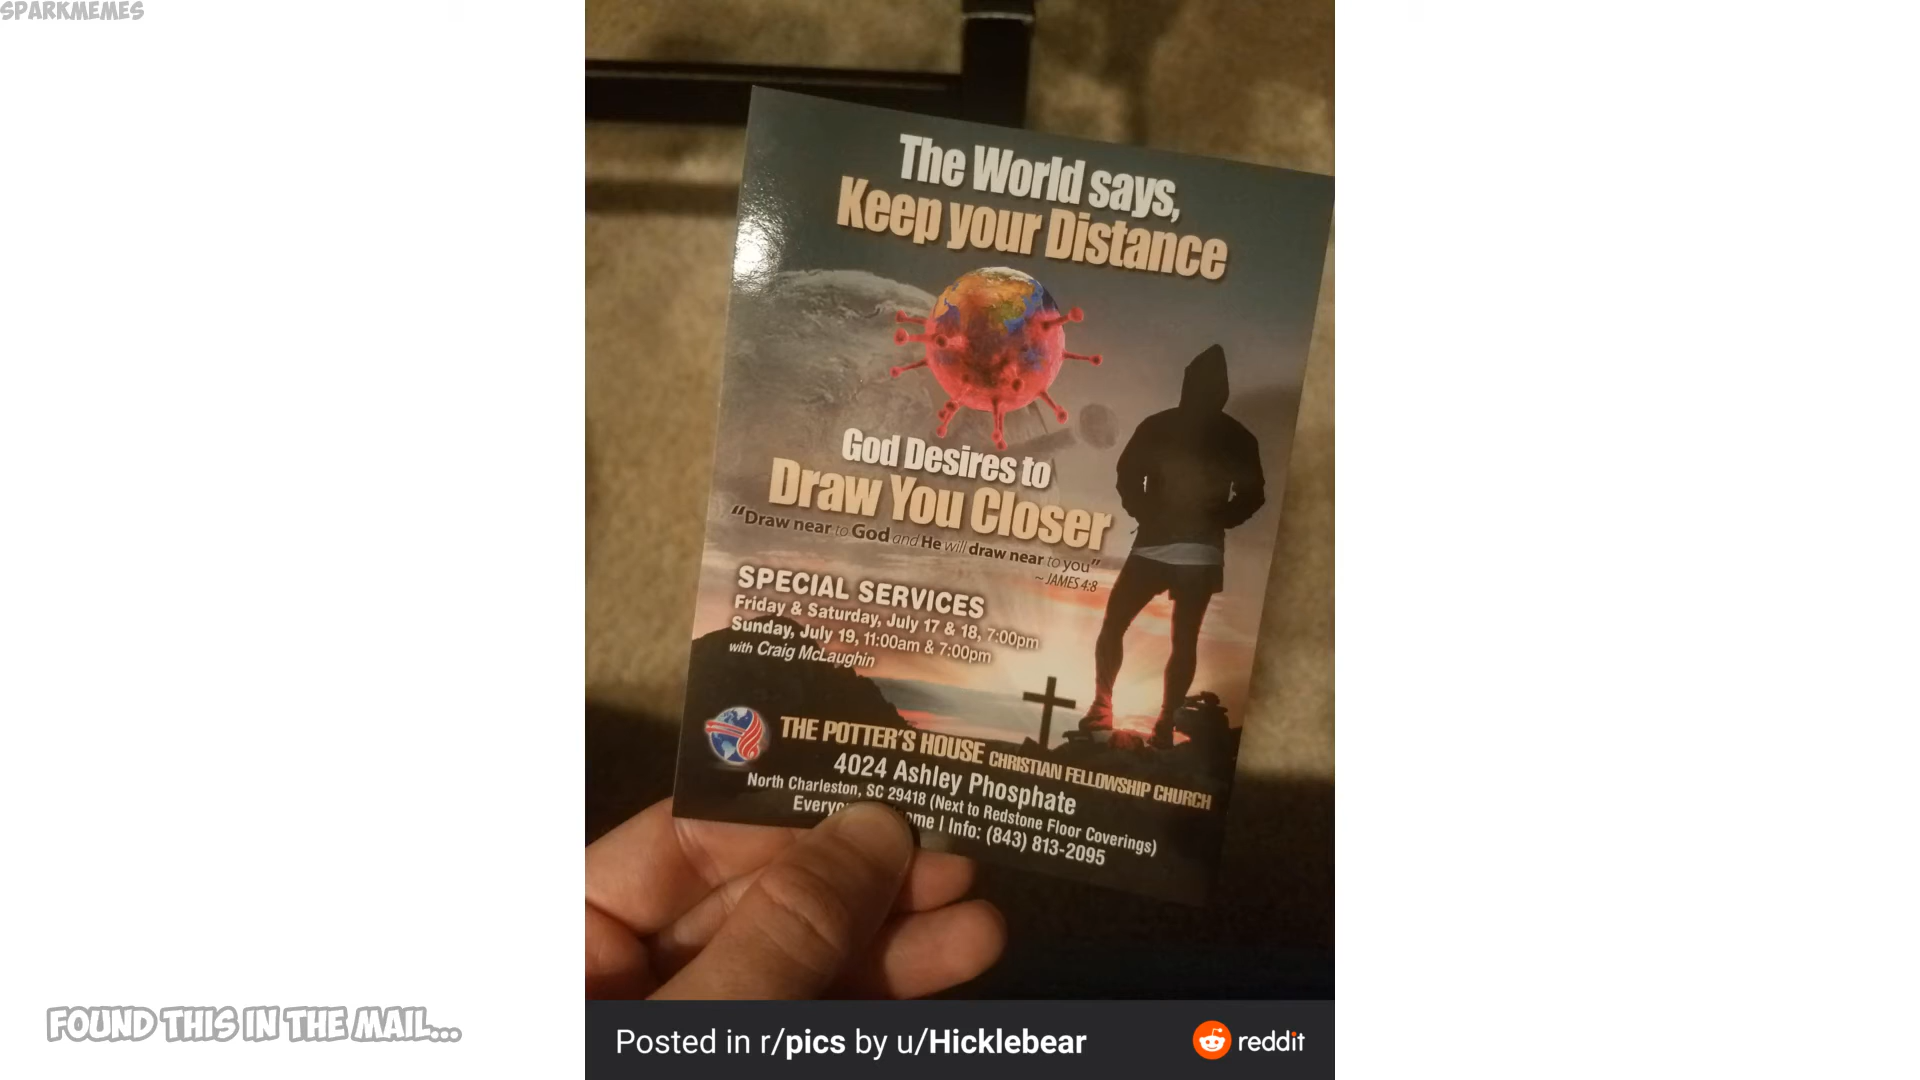 SPARKMEMES
The World says,
Keep your Distance
God Desires to
Draw You Closer
"Draw near to God and He will draw near to you"
~ JAMES 4:8
SPECIAL SERVICES
Friday & Saturday, July 17 & 18, 7:00pm
Sunday, July 19, 11:00am & 7:00pm
with Craig McLaughin
THE POTTER'S HOUSE CHRISTIAN FELLOWSHIP CHURCH
4024 Ashley Phosphate
North Charleston, SC 29418 (Next to Redstone Floor Coverings)
Info: (843) 813-2095
FOUND THIS IN THE MAIL...
Posted in r/pics by u/Hicklebear
reddit